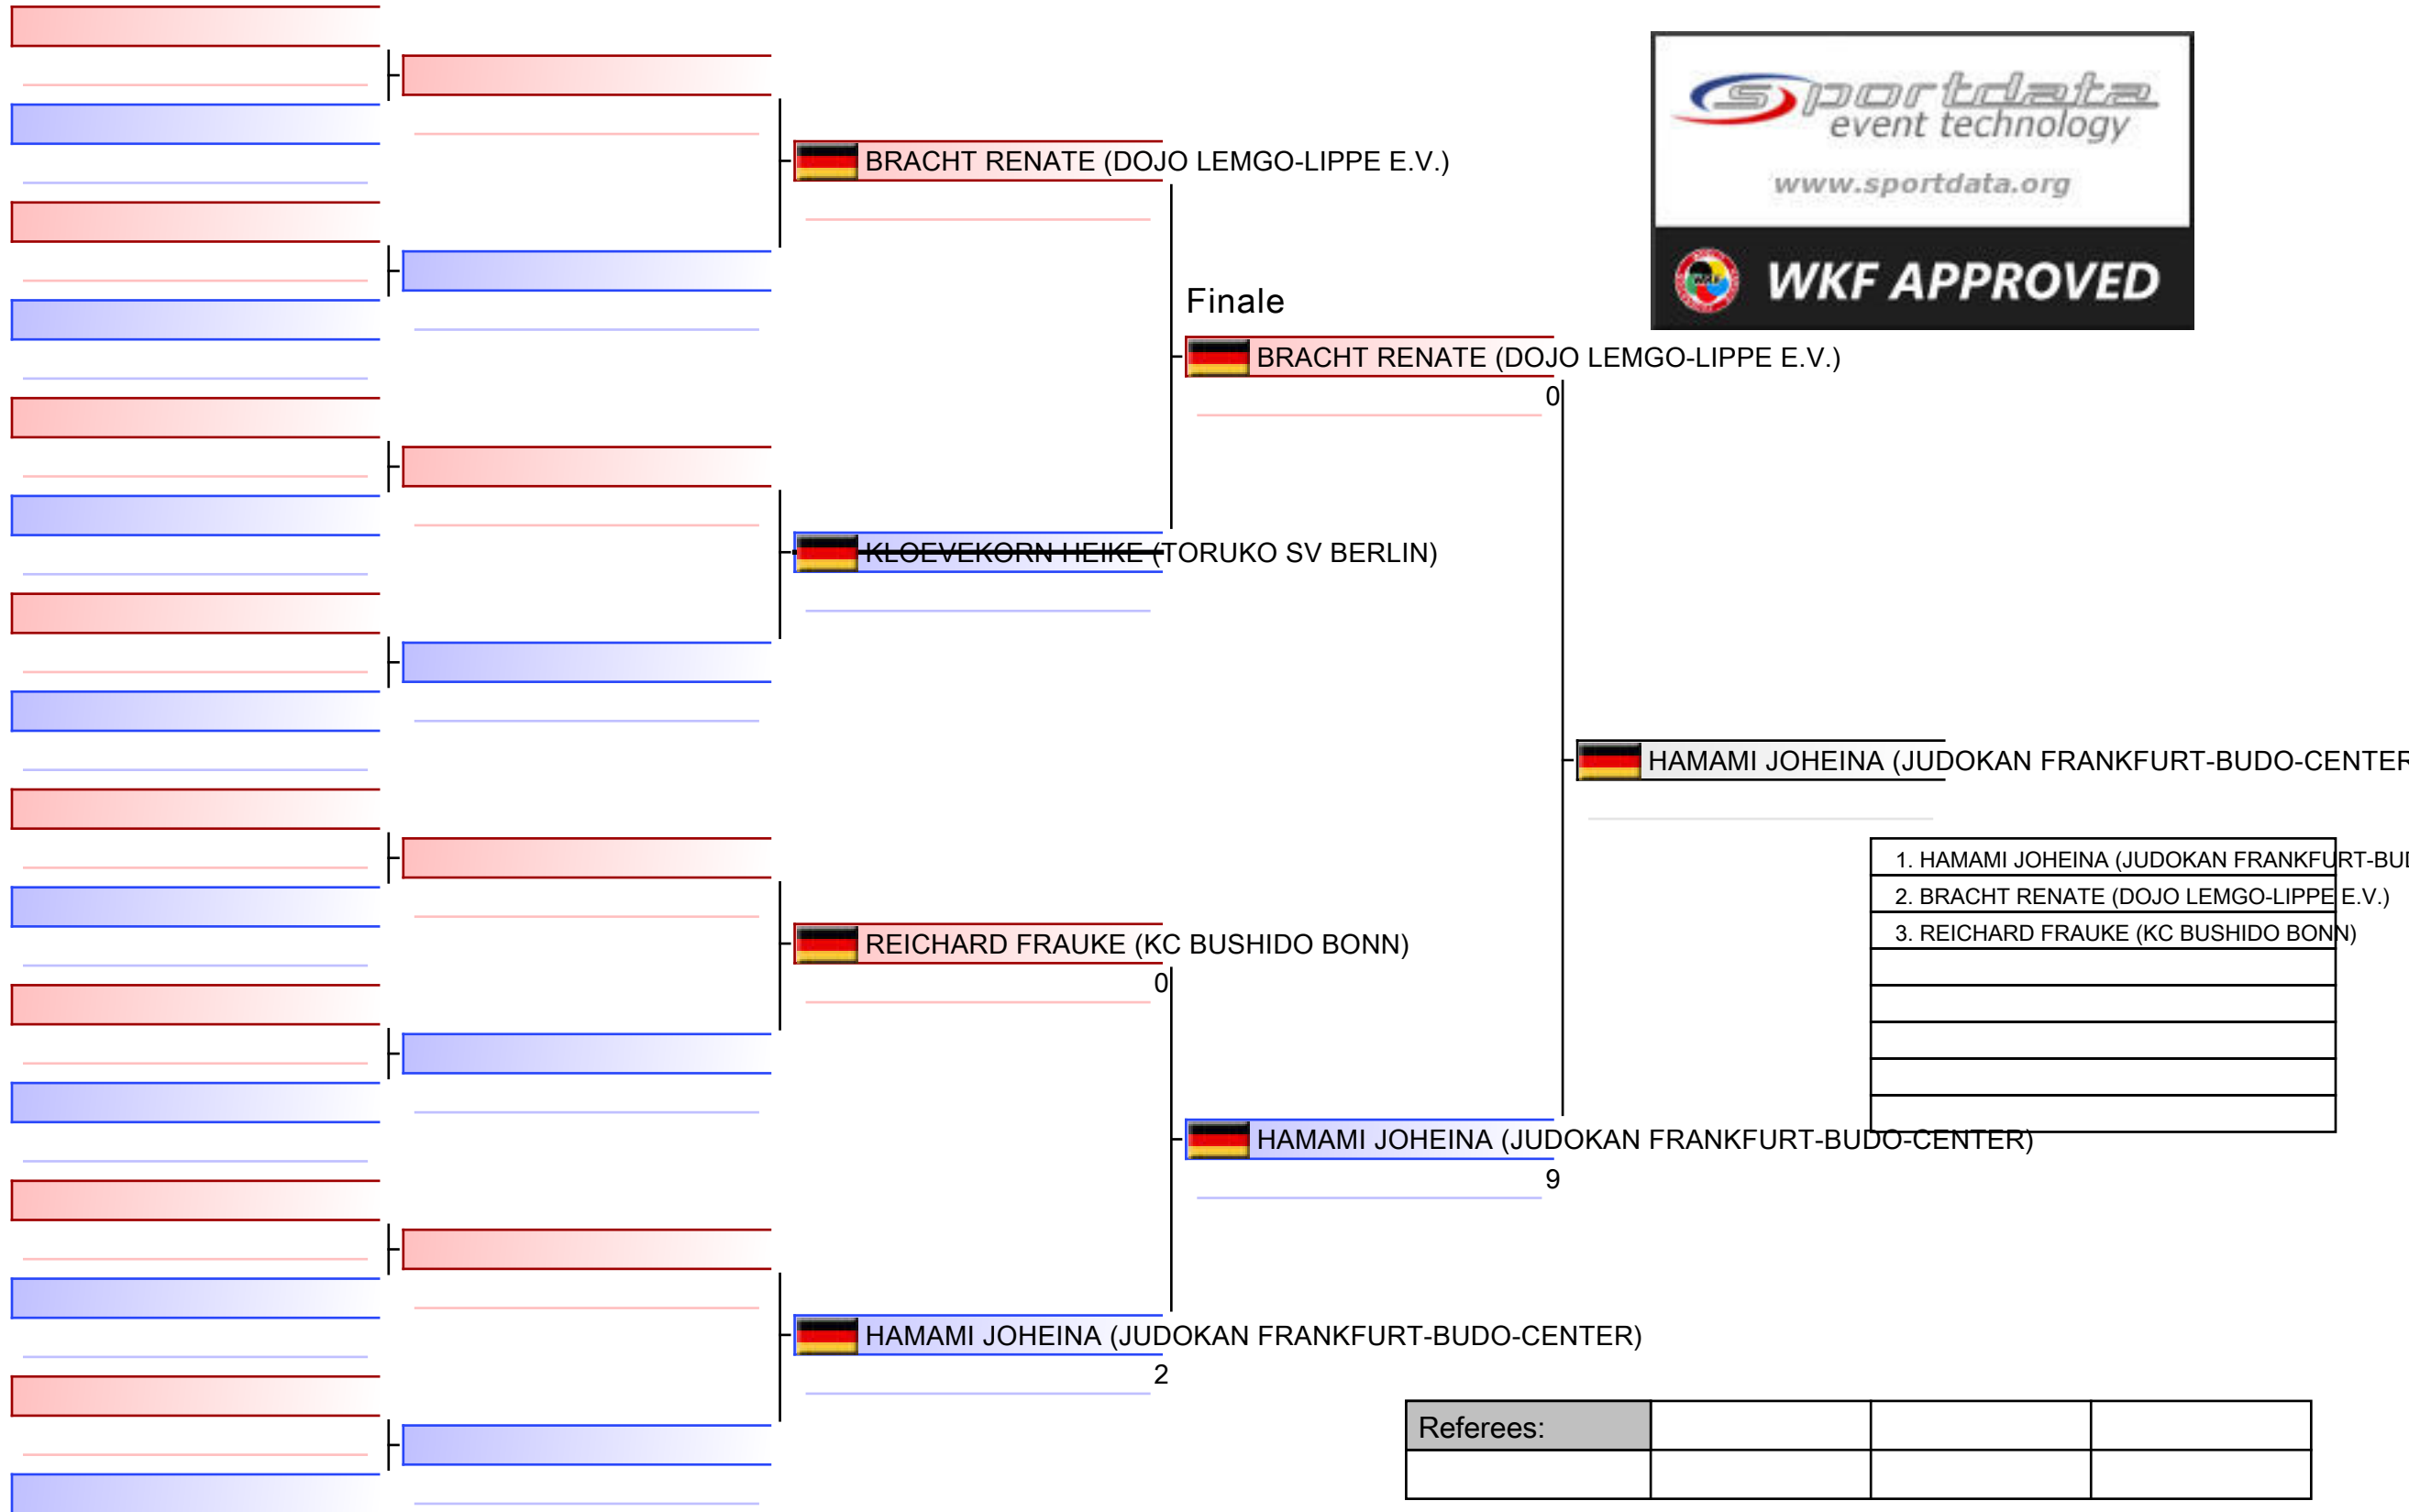 sportdata
event technology
www.sportdata.org
WKF APPROVED
BRACHT RENATE (DOJO LEMGO-LIPPE E.V.)
Finale
BRACHT RENATE (DOJO LEMGO-LIPPE E.V.)
0
KLOEVEKORN HEIKE (TORUKO SV BERLIN)
HAMAMI JOHEINA (JUDOKAN FRANKFURT-BUDO-CENTER
1. HAMAMI JOHEINA (JUDOKAN FRANKFURT-BUD
2. BRACHT RENATE (DOJO LEMGO-LIPPE E.V.)
3. REICHARD FRAUKE (KC BUSHIDO BONN)
REICHARD FRAUKE (KC BUSHIDO BONN)
0
HAMAMI JOHEINA (JUDOKAN FRANKFURT-BUDO-CENTER)
9
HAMAMI JOHEINA (JUDOKAN FRANKFURT-BUDO-CENTER)
2
Referees: